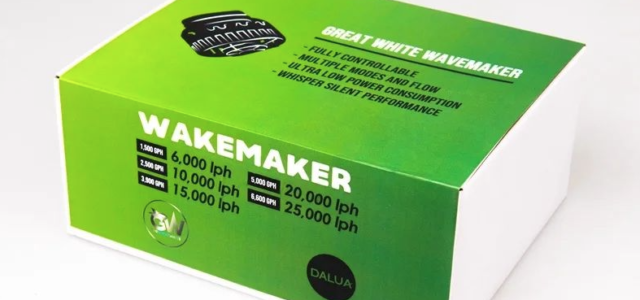 GREAT WHITE WAVEMAKER
- FULLY CONTROLLABLE
- MULTIPLE MODES AND FLOW
- ULTRA LOW POWER CONSUMPTION
- WHISPER SILENT PERFORMANCE
WAKEMAKER
1,500 GPH 6,000 lph
2,500 GPH 10,000 lph
3,900 GPH 15,000 lph
5,000 GPH 20,000 lph
6,600 GPH 25,000 lph
GW
DALUA